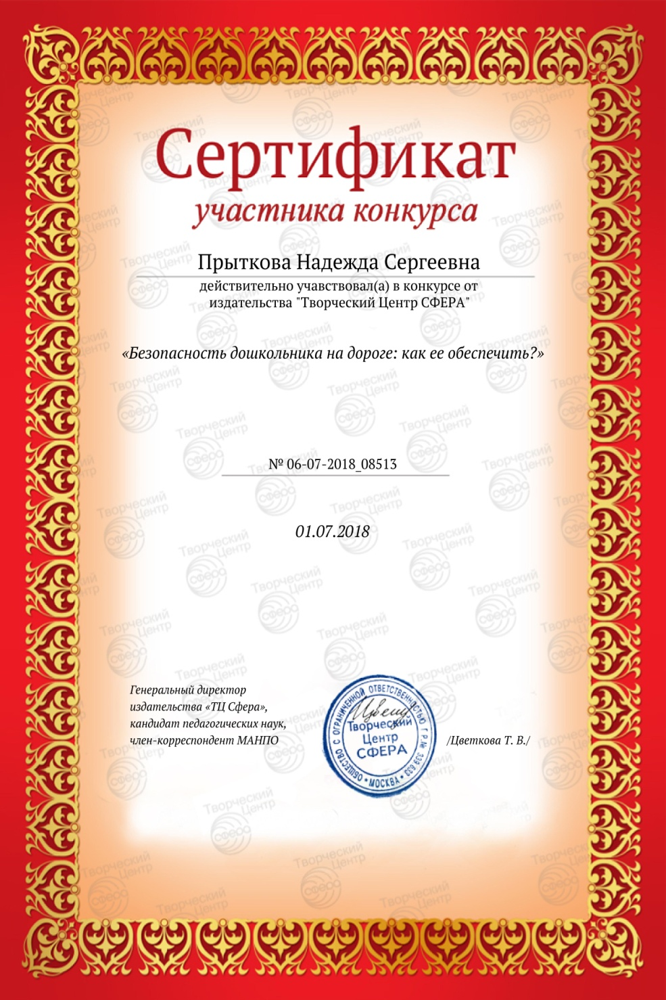 Сертификат
участника конкурса
Прыткова Надежда Сергеевна
действительно учавствовал(а) в конкурсе от
издательства "Творческий Центр СФЕРА"
«Безопасность дошкольника на дороге: как ее обеспечить?»
№ 06-07-2018_08513
01.07.2018
Генеральный директор
издательства «ТЦ Сфера»,
кандидат педагогических наук,
член-корреспондент МАНПО
ОБЩЕСТВО С ОГРАНИЧЕННОЙ ОТВЕТСТВЕННОСТЬЮ Г.Р.№ 339.633
* МОСКВА *
Творческий
Центр
СФЕРА
/Цветкова Т. В./